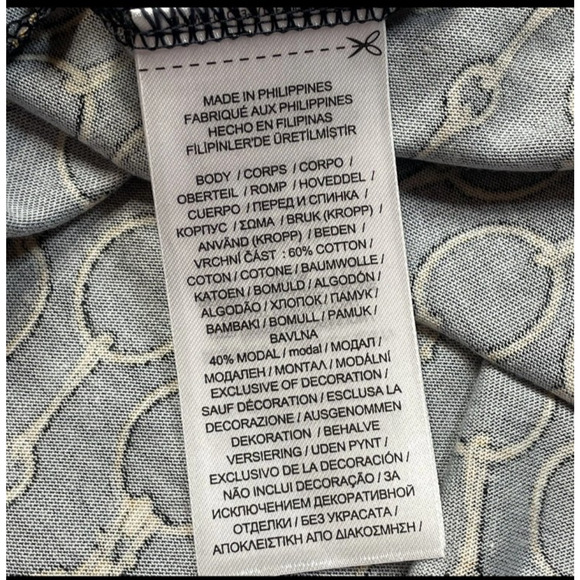 MADE IN PHILIPPINES
FABRIQUÉ AUX PHILIPPINES
HECHO EN FILIPINAS
FİLİPİNLER'DE ÜRETİLMİŞTİR
BODY / CORPS / CORPO /
OBERTEIL / ROMP / HOVEDDEL /
CUERPO / ПЕРЕД И СПИНКА /
КОРПУС / ΣΩΜΑ / BRUK (KROPP) /
ANVÄND (KROPP) / BEDEN /
VRCHNÍ ČÁST : 60% COTTON /
COTON / COTONE / BAUMWOLLE /
KATOEN / BOMULD / ALGODÓN /
ALGODÃO / ХЛОПОК / ПАМУК /
BAMBAKI / BOMULL / PAMUK /
BAVLNA
40% MODAL / modal / МОДАЛ /
МОДАЛЕН / ΜΟΝΤΑΛ / MODÁLNÍ
EXCLUSIVE OF DECORATION /
SAUF DÉCORATION / ESCLUSA LA
DECORAZIONE / AUSGENOMMEN
DEKORATION / BEHALVE
VERSIERING / UDEN PYNT /
EXCLUSIVO DE LA DECORACIÓN /
NÃO INCLUI DECORAÇÃO / ЗА
ИСКЛЮЧЕНИЕМ ДЕКОРАТИВНОЙ
ОТДЕЛКИ / БЕЗ УКРАСАТА /
ΑΠΟΚΛΕΙΣΤΙΚΗ ΑΠΟ ΔΙΑΚΟΣΜΗΣΗ /